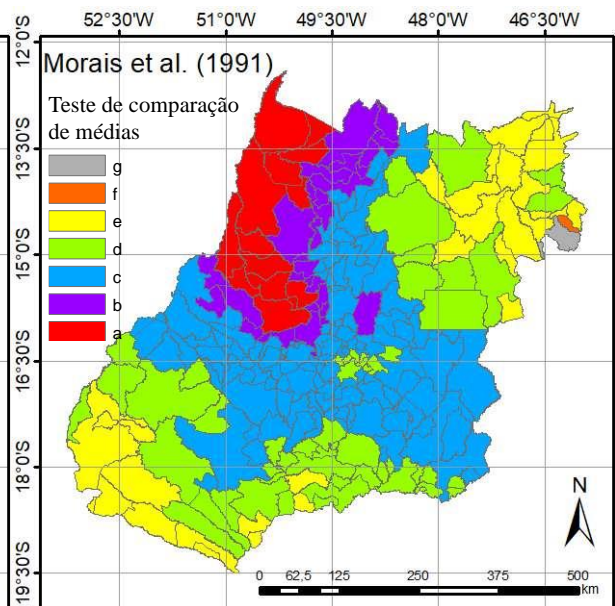 52°30'S 51°0'S 49°30'S 48°0'S 46°30'S
12°0'S
Morais et al. (1991)
Teste de comparação
de médias
13°30'S
g
f
e
d
15°0'S
c
b
a
16°30'S
18°0'S
N
0 62,5 125 250 375 500
km
19°30'S